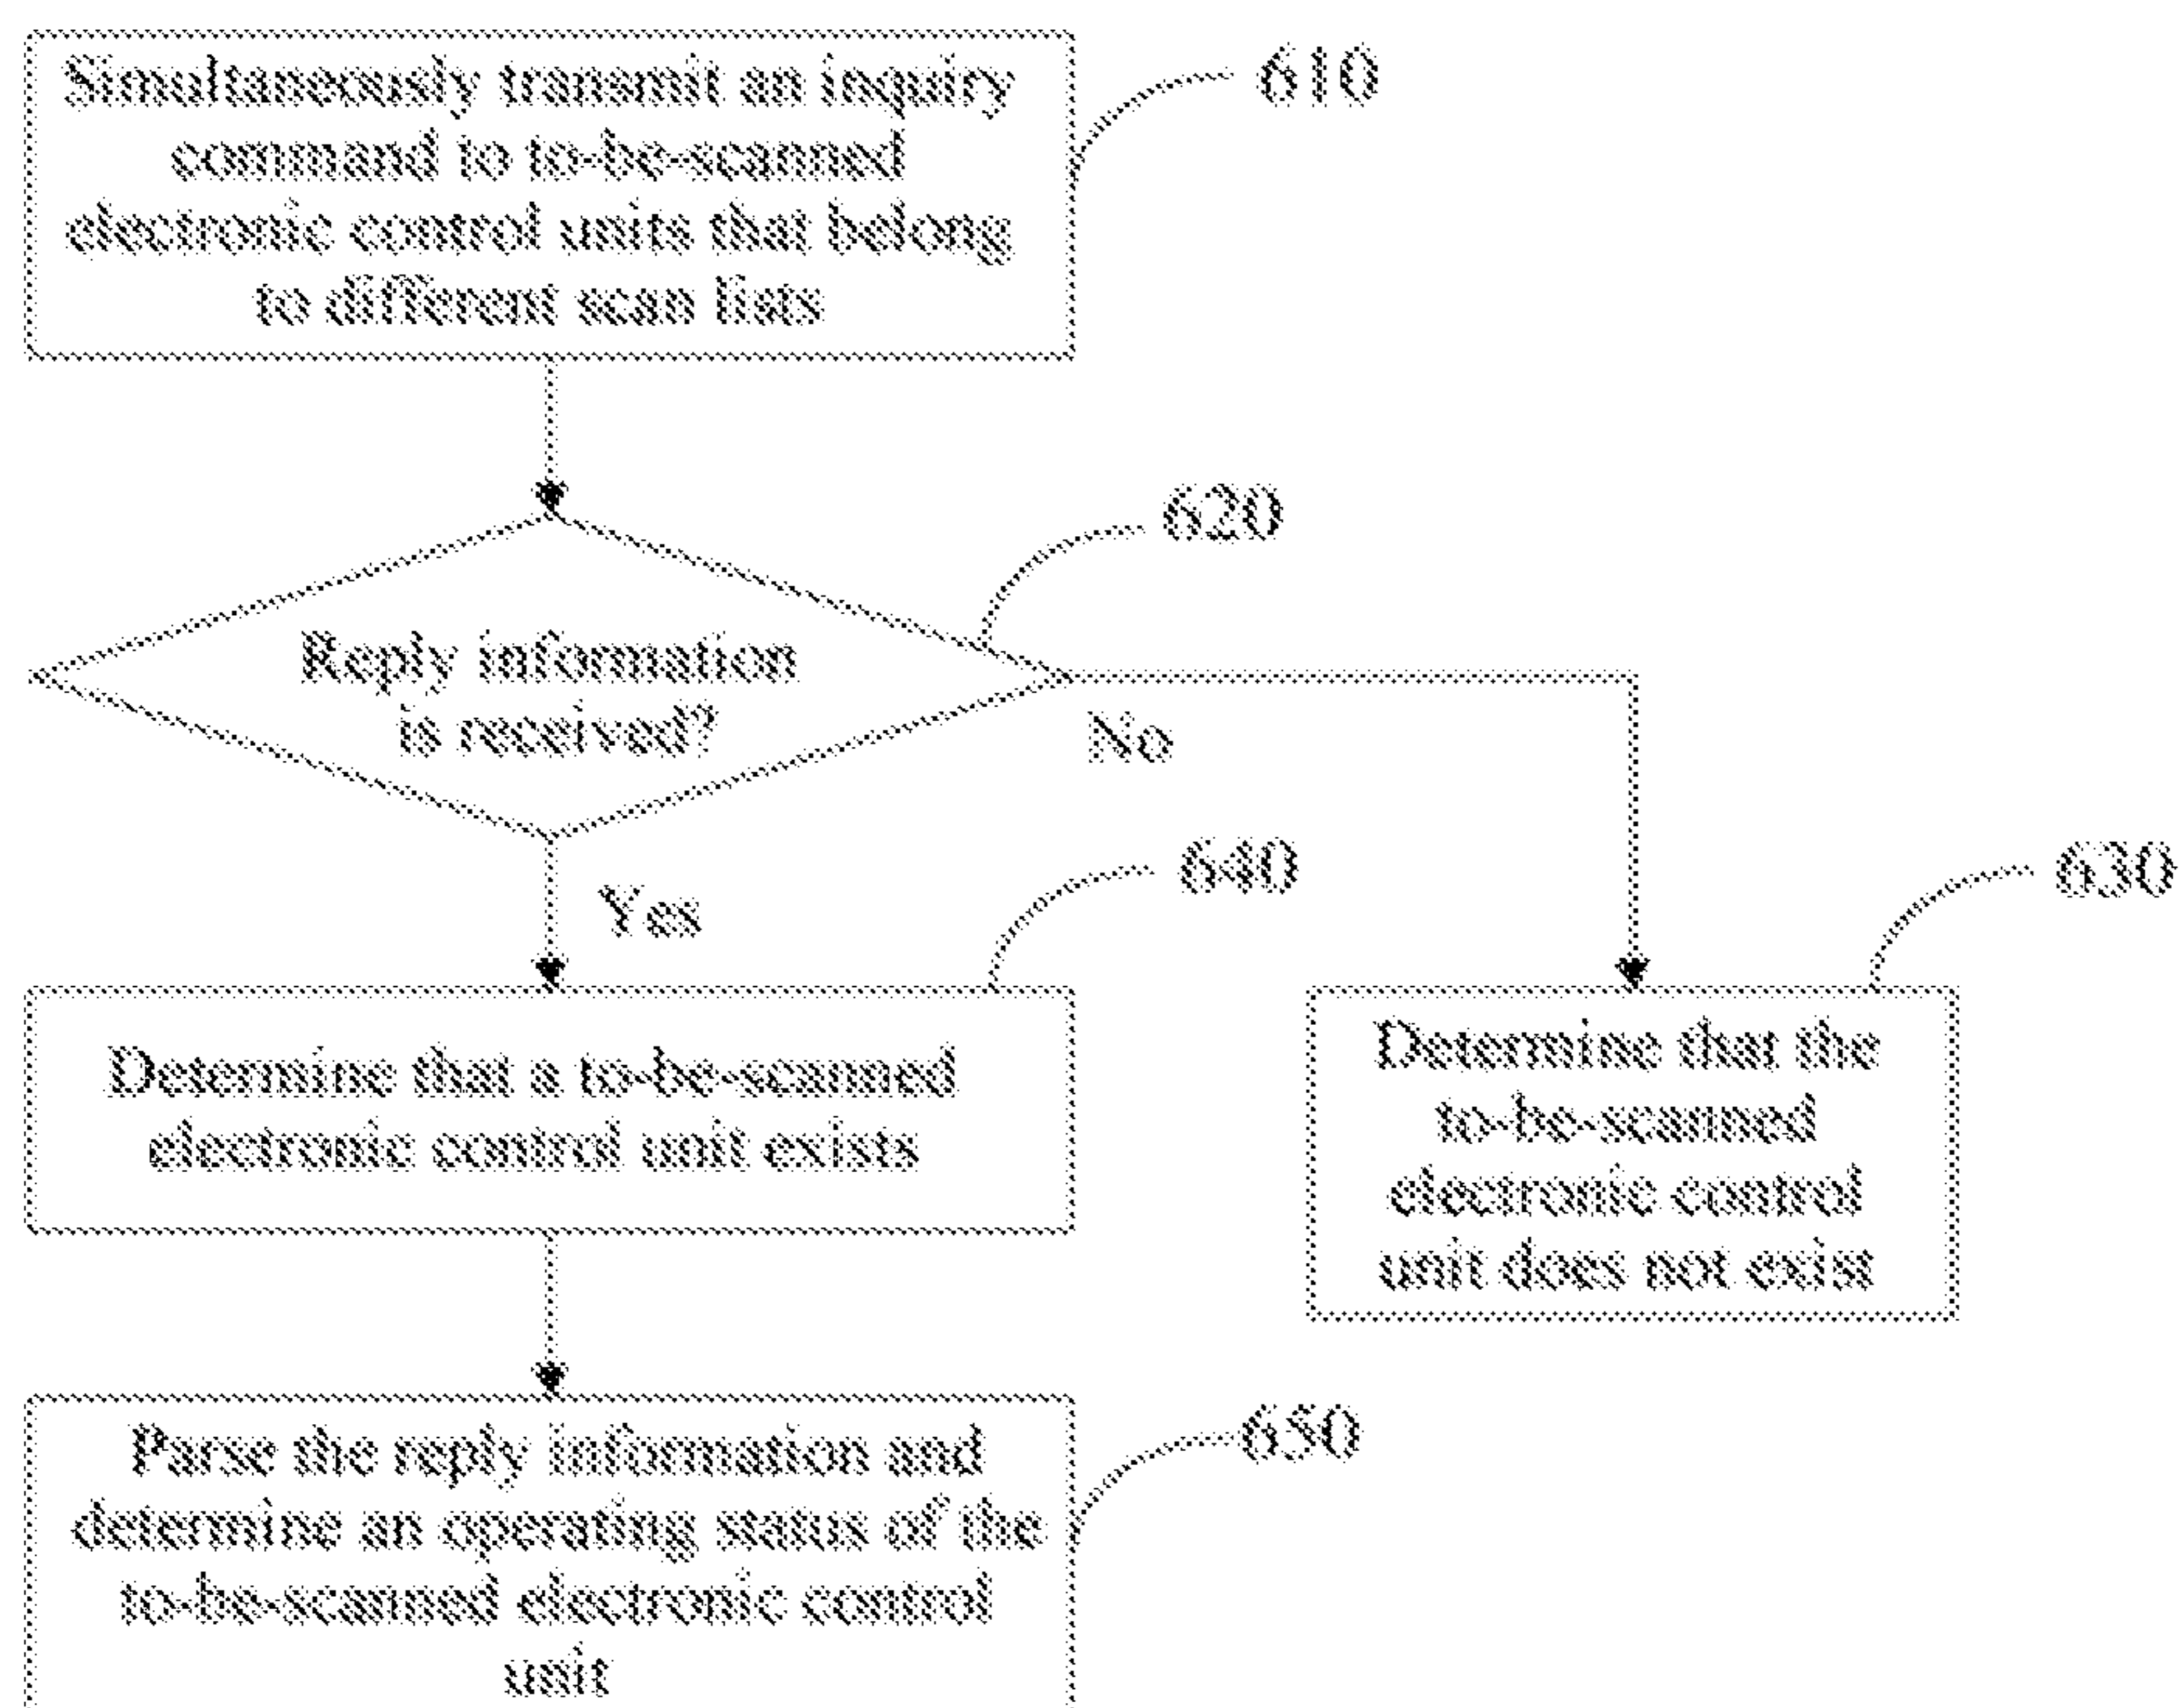 Simultaneously transmit an inquiry
command to to-be-scanned
electronic control units that belong
to different scan lists
610
620
Reply information
is received?
No
Yes
640
630
Determine that a to-be-scanned
electronic control unit exists
Determine that the
to-be-scanned
electronic control
unit does not exist
650
Parse the reply information and
determine an operating status of the
to-be-scanned electronic control
unit